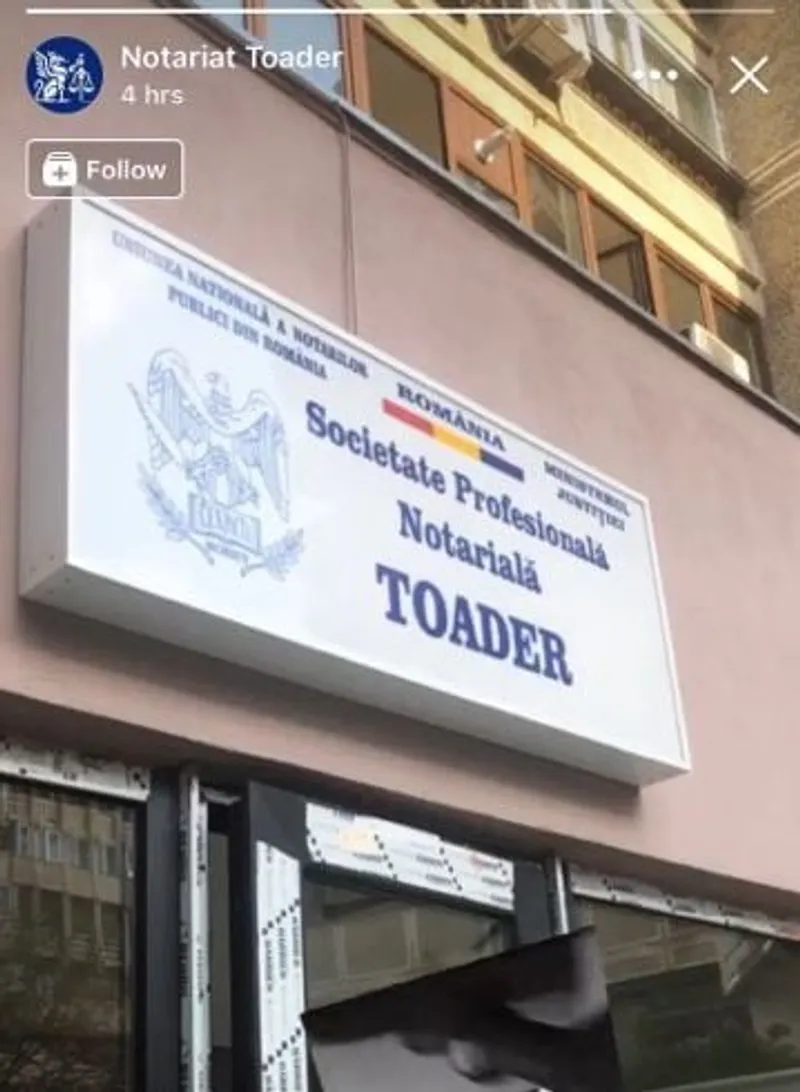 Notariat Toader
4 hrs
Follow
UNIUNEA NAȚIONALĂ A NOTARILOR
PUBLICI DIN ROMÂNIA
ROMÂNIA
MINISTERUL
JUSTIȚIEI
Societate Profesională
Notarială
TOADER